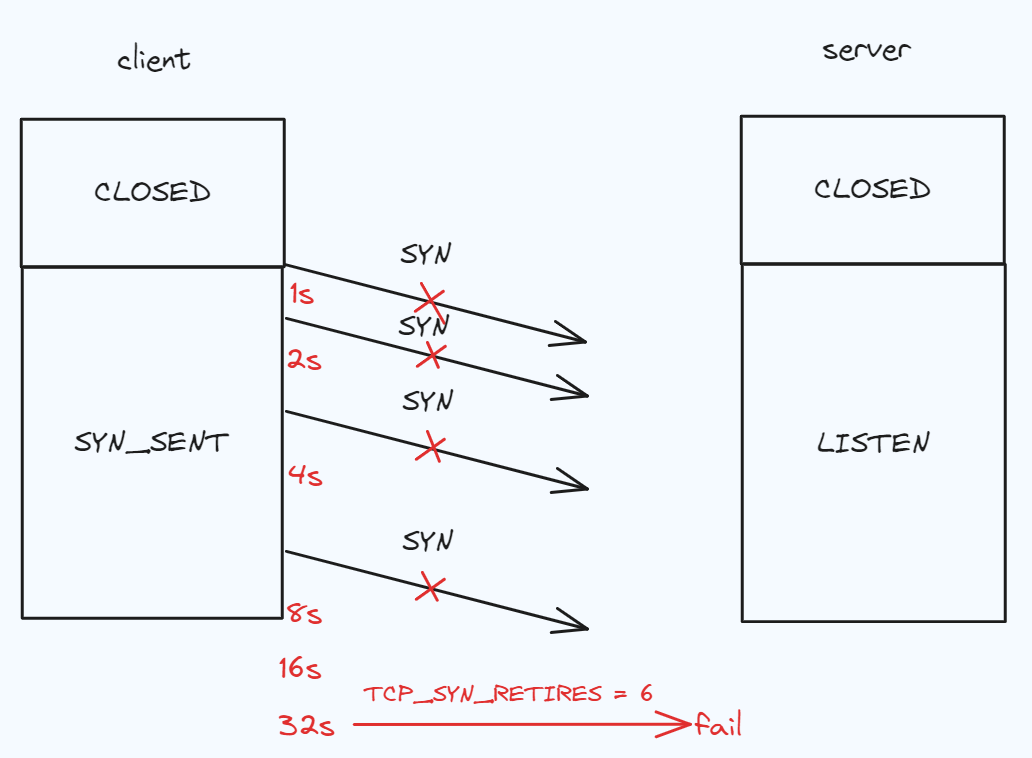 client
server
CLOSED
CLOSED
SYN
1s
SYN
2s
SYN
SYN_SENT
LISTEN
4s
SYN
8s
16s
TCP_SYN_RETIRES = 6
32s
fail